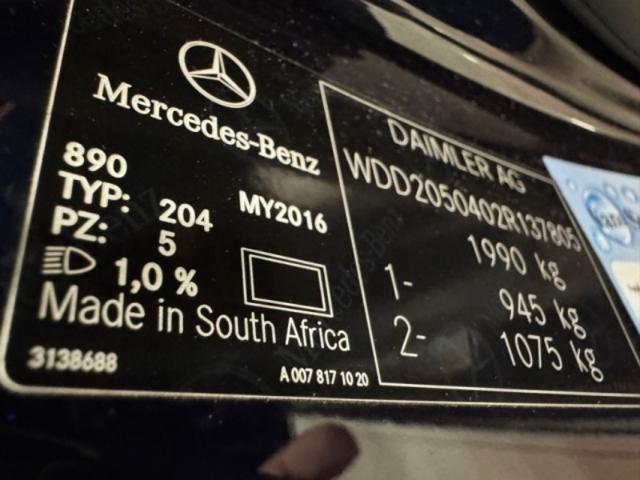 Mercedes-Benz
890
TYP: 204 MY2016
PZ: 5
1,0 %
Made in South Africa
3138688
A 007 817 10 20
DAIMLER AG
WDD2050402R137805
1990 kg
1- 945 kg
2- 1075 kg